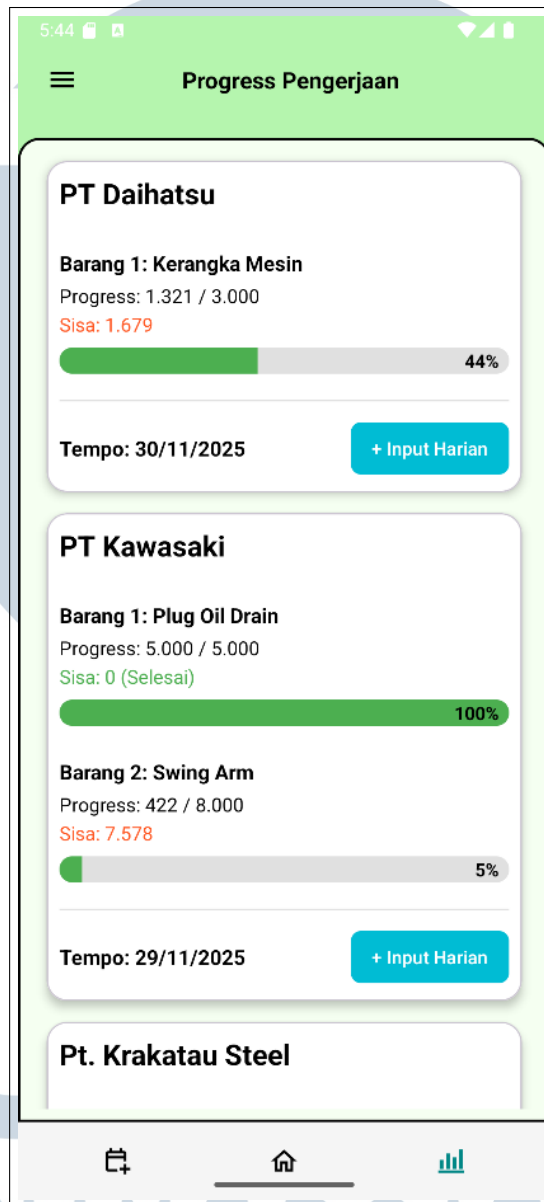 5:44
Progress Pengerjaan
PT Daihatsu
Barang 1: Kerangka Mesin
Progress: 1.321 / 3.000
Sisa: 1.679
44%
Tempo: 30/11/2025
+ Input Harian
PT Kawasaki
Barang 1: Plug Oil Drain
Progress: 5.000 / 5.000
Sisa: 0 (Selesai)
100%
Barang 2: Swing Arm
Progress: 422 / 8.000
Sisa: 7.578
5%
Tempo: 29/11/2025
+ Input Harian
Pt. Krakatau Steel